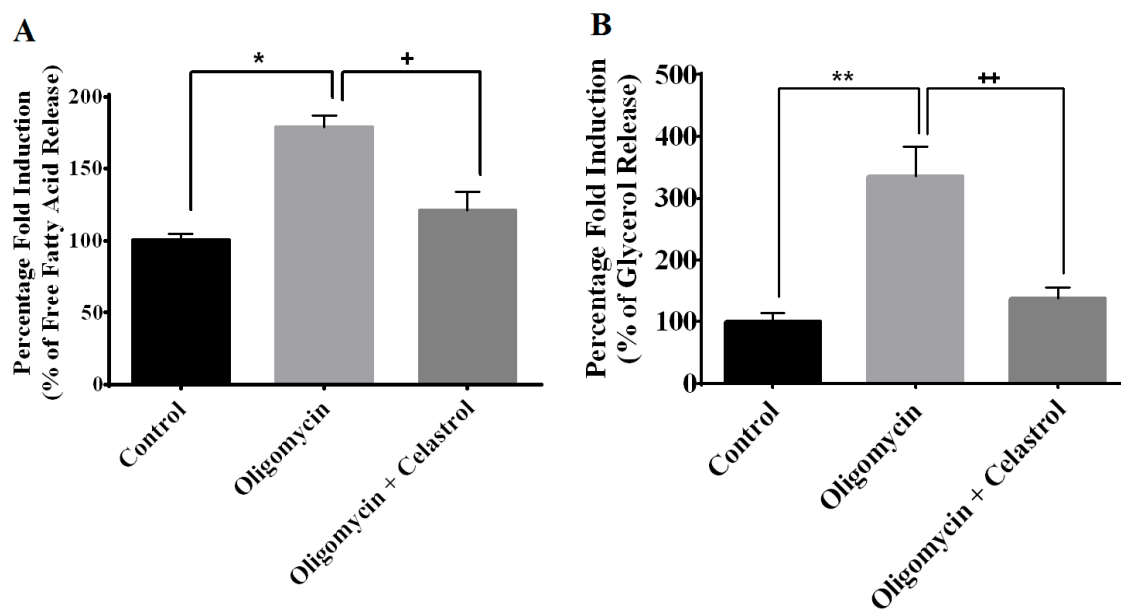 A
Percentage Fold Induction
(% of Free Fatty Acid Release)
200
150
100
50
0
*
+
Control
Oligomycin
Oligomycin + Celastrol
B
Percentage Fold Induction
(% of Glycerol Release)
500
400
300
200
100
0
**
++
Control
Oligomycin
Oligomycin + Celastrol